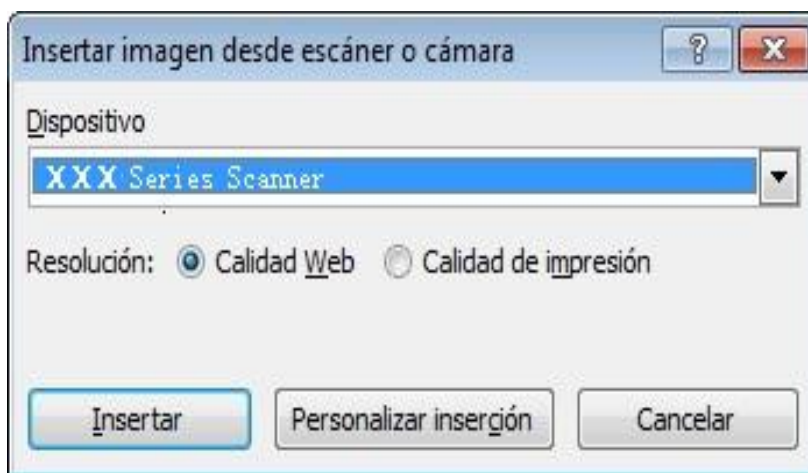 Insertar imagen desde escáner o cámara
Dispositivo
XXX Series Scanner
Resolución: Calidad Web Calidad de impresión
Insertar Personalizar inserción Cancelar